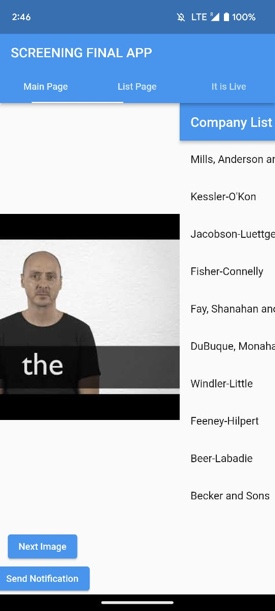 2:46 LTE 100%
SCREENING FINAL APP
Main Page List Page It is Live
Company List
Mills, Anderson
Kessler-O'Kon
Jacobson-Luettge
Fisher-Connelly
Fay, Shanahan and
DuBuque, Monaha
Windler-Little
Feeney-Hilpert
Beer-Labadie
Becker and Sons
the
Next Image
Send Notification